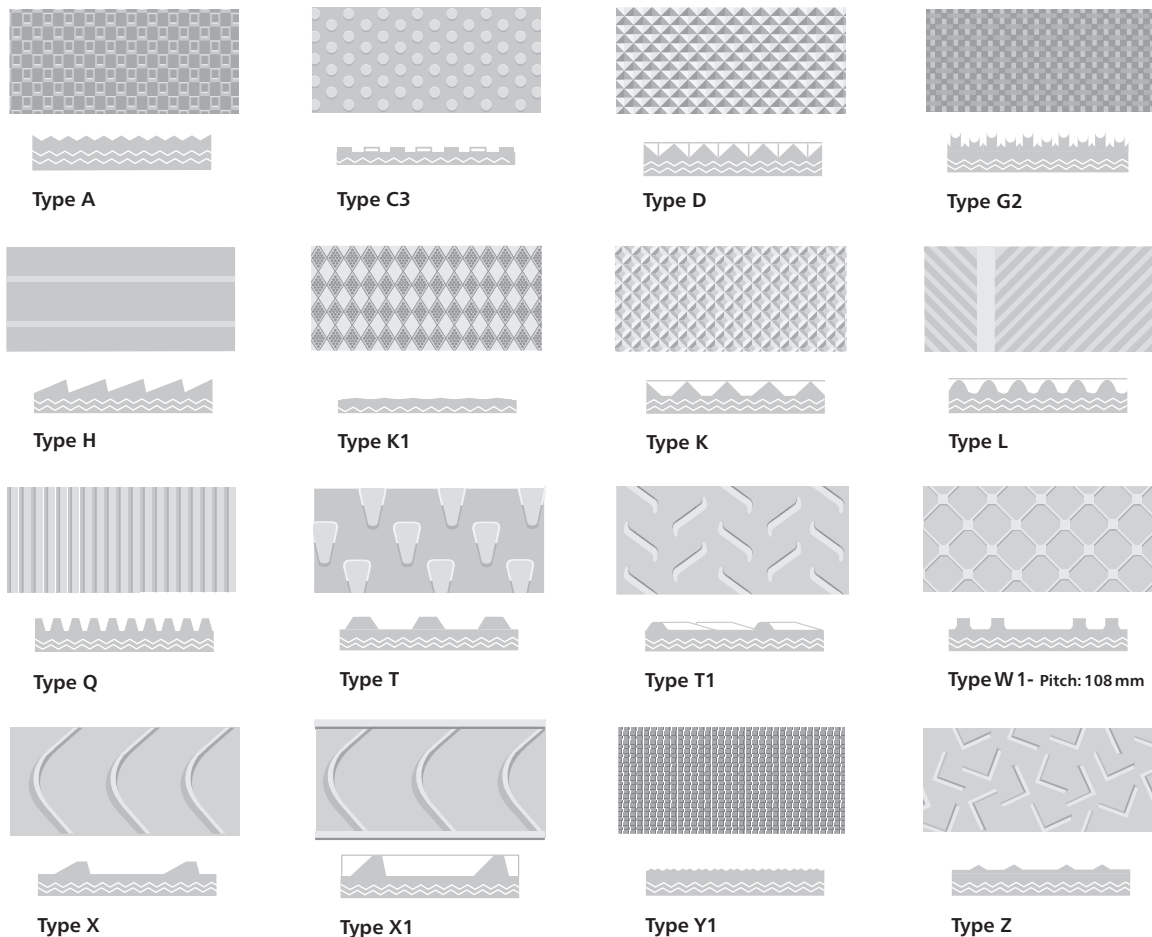 Type A
Type C3
Type D
Type G2
Type H
Type K1
Type K
Type L
Type Q
Type T
Type T1
Type W1- Pitch: 108 mm
Type X
Type X1
Type Y1
Type Z